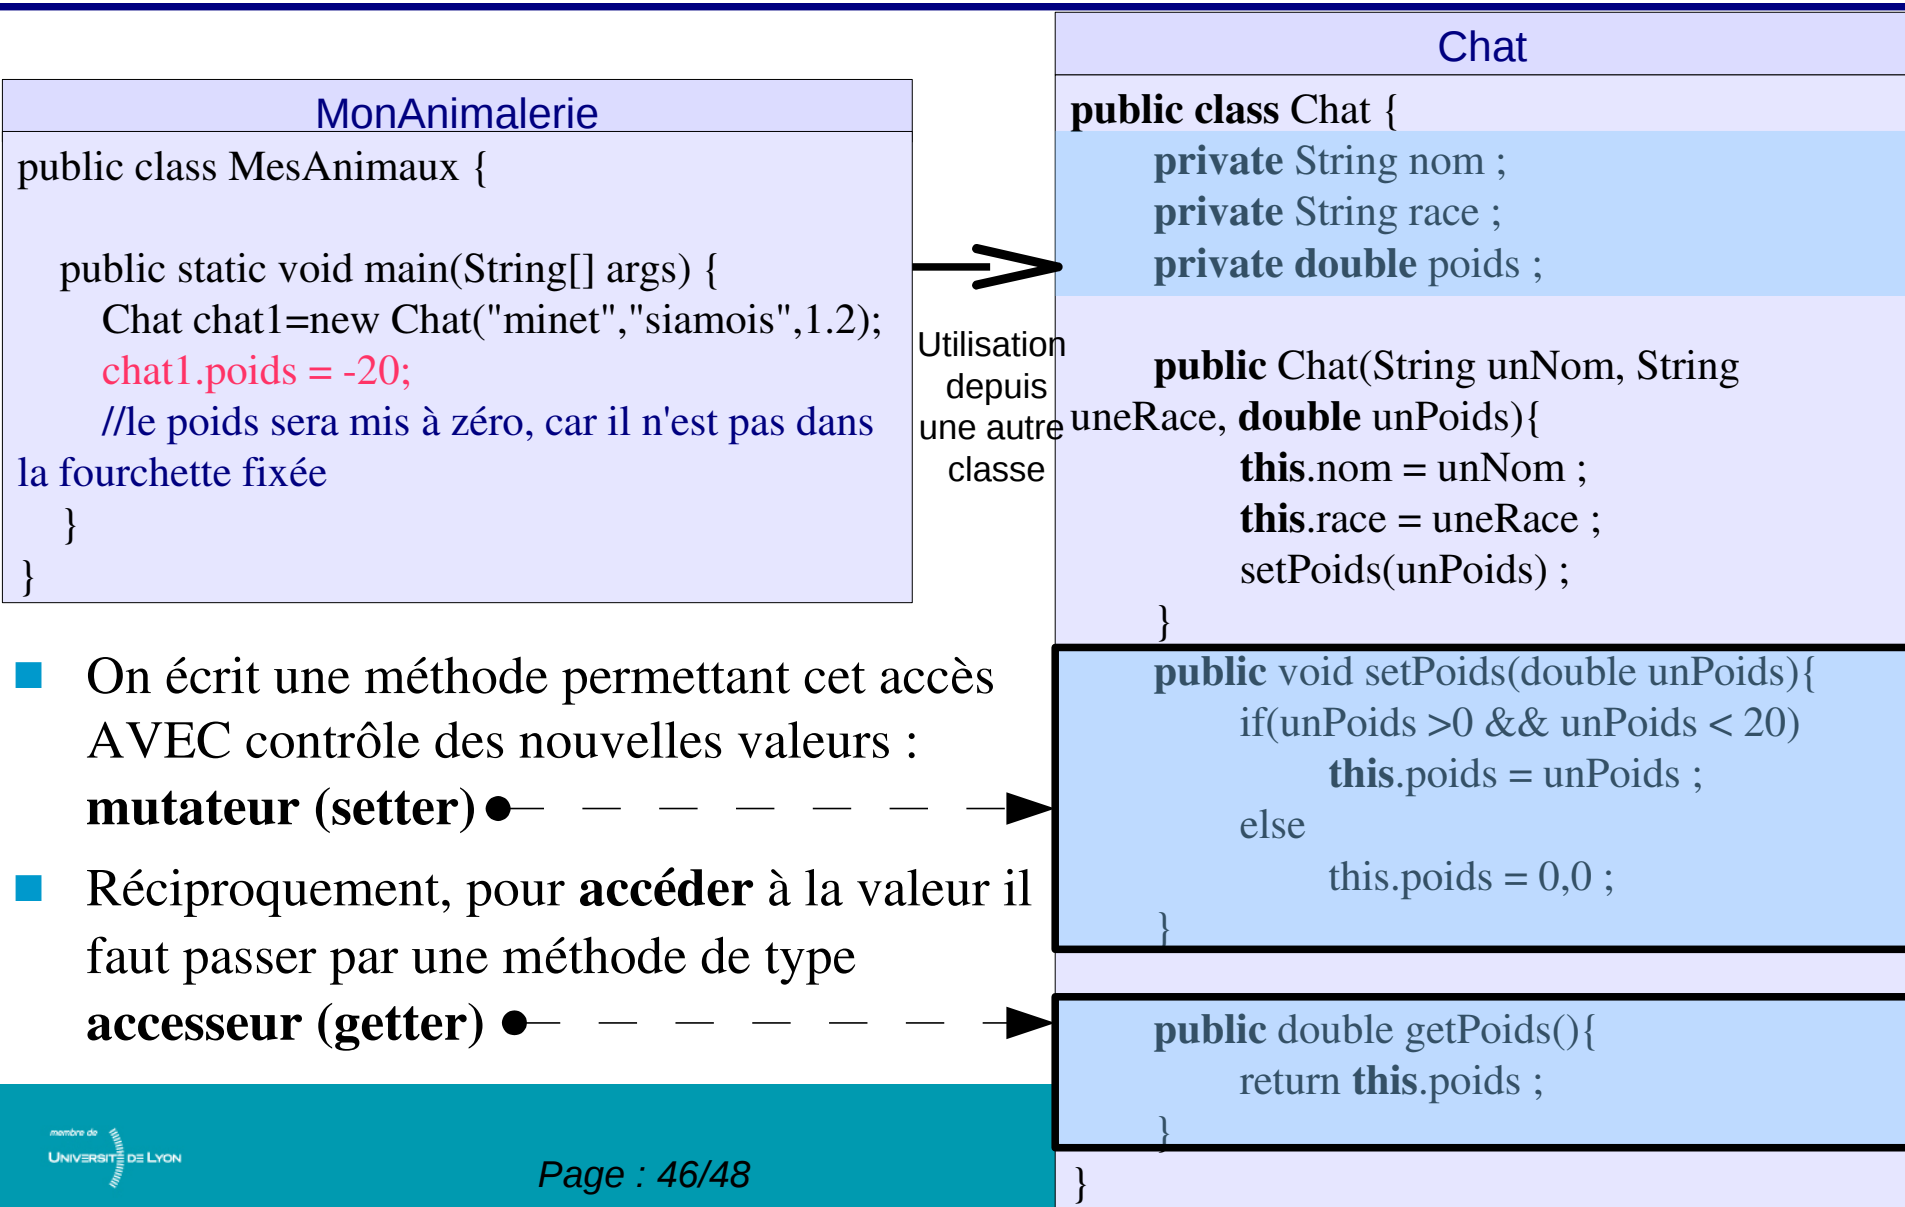 MonAnimalerie
public class MesAnimaux {
public static void main(String[] args) {
Chat chat1=new Chat("minet","siamois",1.2);
chat1.poids = -20;
//le poids sera mis à zéro, car il n'est pas dans
la fourchette fixée
}
}
Utilisation
depuis
une autre
classe
Chat
public class Chat {
private String nom ;
private String race ;
private double poids ;
public Chat(String unNom, String
uneRace, double unPoids){
this.nom = unNom ;
this.race = uneRace ;
setPoids(unPoids) ;
}
public void setPoids(double unPoids){
if(unPoids >0 && unPoids < 20)
this.poids = unPoids ;
else
this.poids = 0,0 ;
}
public double getPoids(){
return this.poids ;
}
}
On écrit une méthode permettant cet accès
AVEC contrôle des nouvelles valeurs :
mutateur (setter)
Réciproquement, pour accéder à la valeur il
faut passer par une méthode de type
accesseur (getter)
membre de
UNIVERSITE DE LYON
Page : 46/48